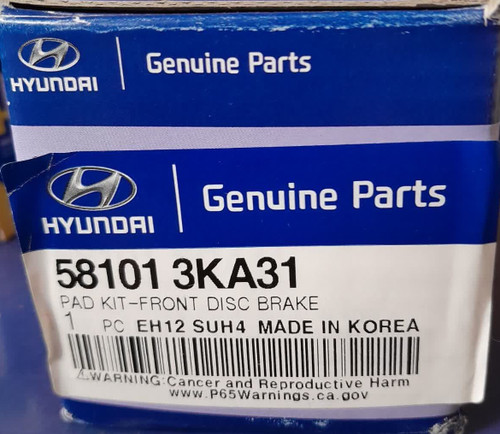 HYUNDAI
Genuine Parts
HYUNDAI
Genuine Parts
58101 3KA31
PAD KIT-FRONT DISC BRAKE
1 PC EH12 SUH4 MADE IN KOREA
⚠WARNING:Cancer and Reproductive Harm
www.P65Warnings.ca.gov